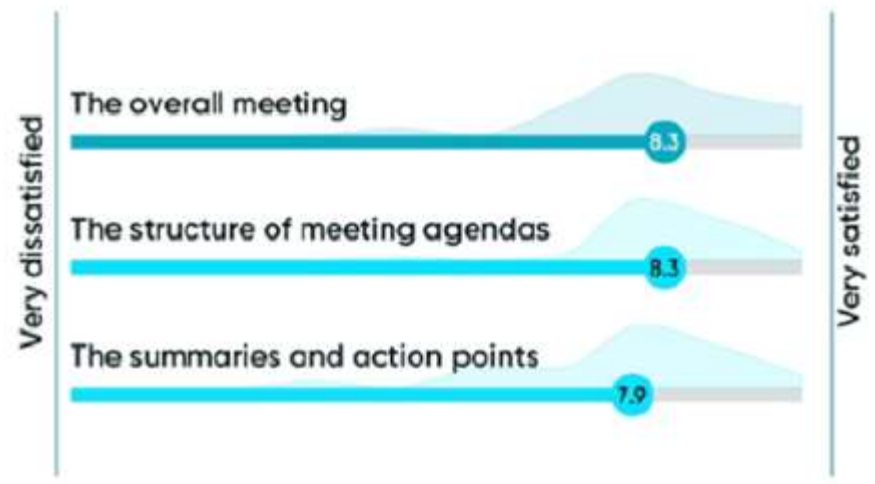 Very dissatisfied
The overall meeting
8.3
The structure of meeting agendas
8.3
The summaries and action points
7.9
Very satisfied